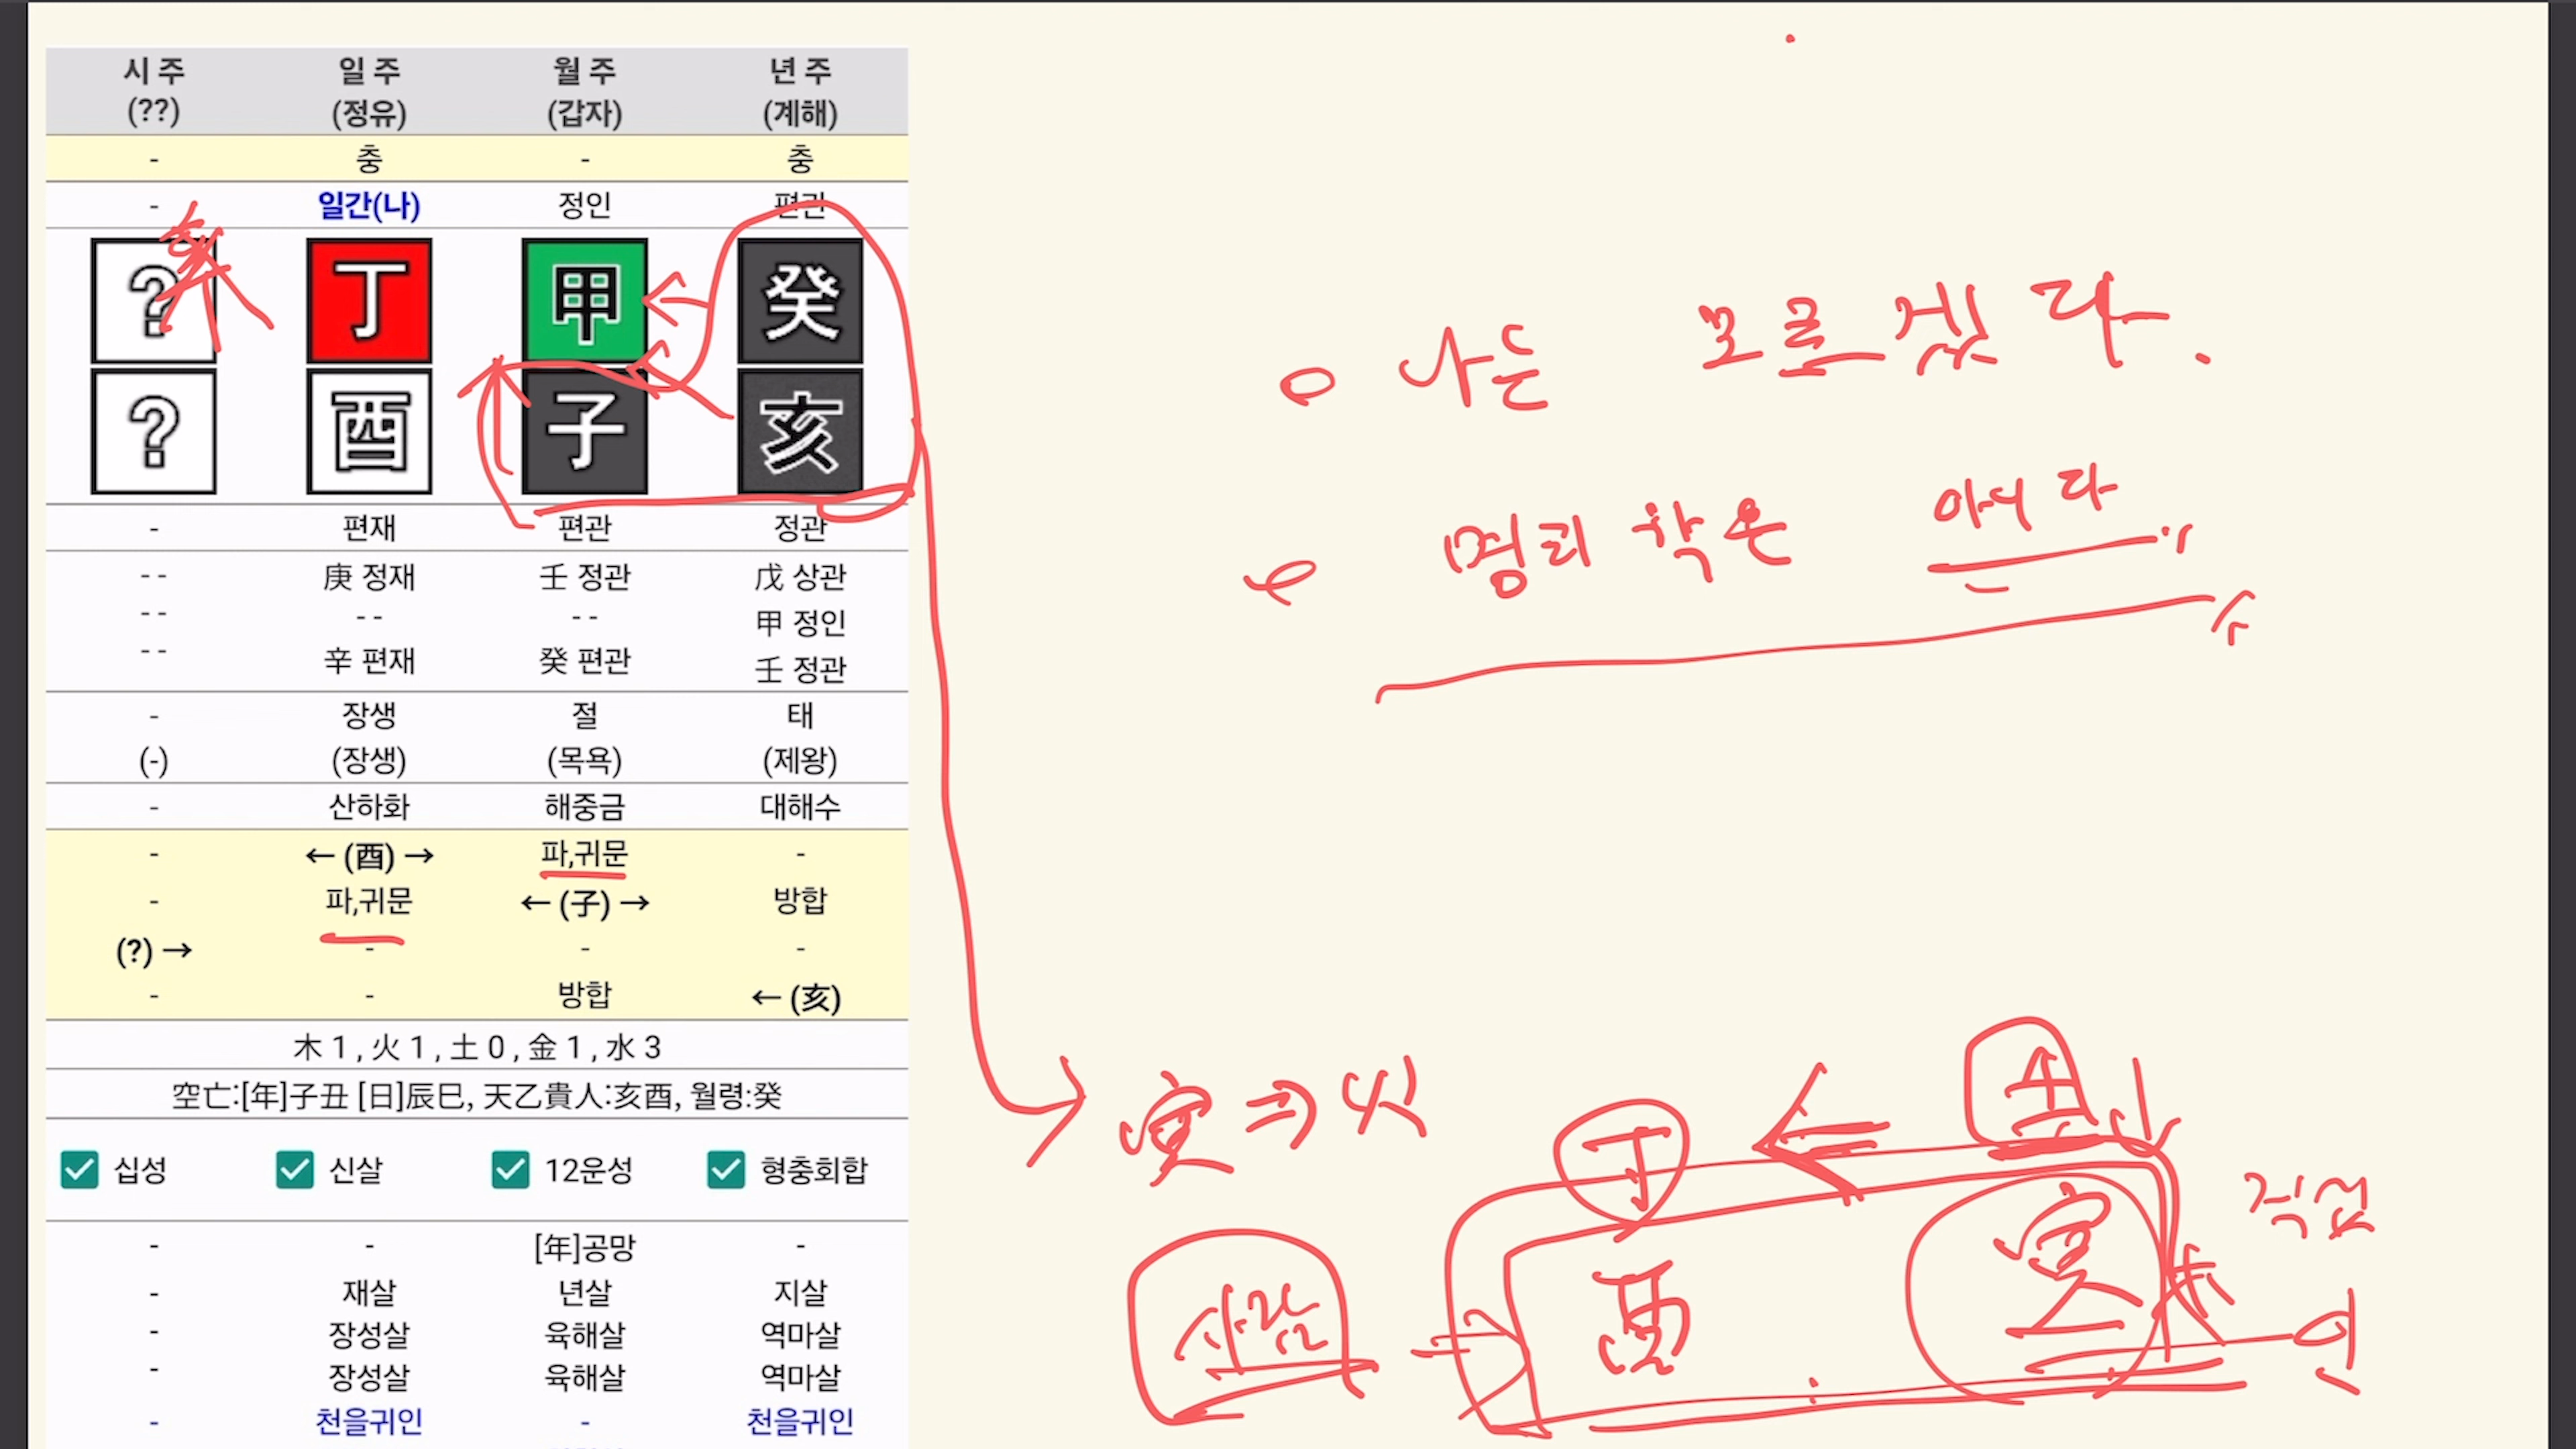 시주 일주 월주 년주
(??) (정유) (갑자) (계해)
- 충 - 충
- 일간(나) 정인 편관
? 丁 甲 癸
? 酉 子 亥
- 편재 편관 정관
-- 庚 정재 壬 정관 戊 상관
-- -- -- 甲 정인
-- 辛 편재 癸 편관 壬 정관
- 장생 절 태
(-) (장생) (목욕) (제왕)
- 산하화 해중금 대해수
- ← (酉) → 파,귀문 -
- 파,귀문 ← (子) → 방합
(?) → - - -
- - 방합 ← (亥)
木 1 , 火 1 , 土 0 , 金 1 , 水 3
空亡:[年]子丑 [日]辰巳, 天乙貴人:亥酉, 월령:癸
십성 신살 12운성 형충회합
- - [年]공망 -
- 재살 년살 지살
- 장성살 육해살 역마살
- 장성살 육해살 역마살
- 천을귀인 - 천을귀인
나는 모르겠다.
명리학은 아니다
寅 ⇒ 火
丁
酉 寅
사람
인